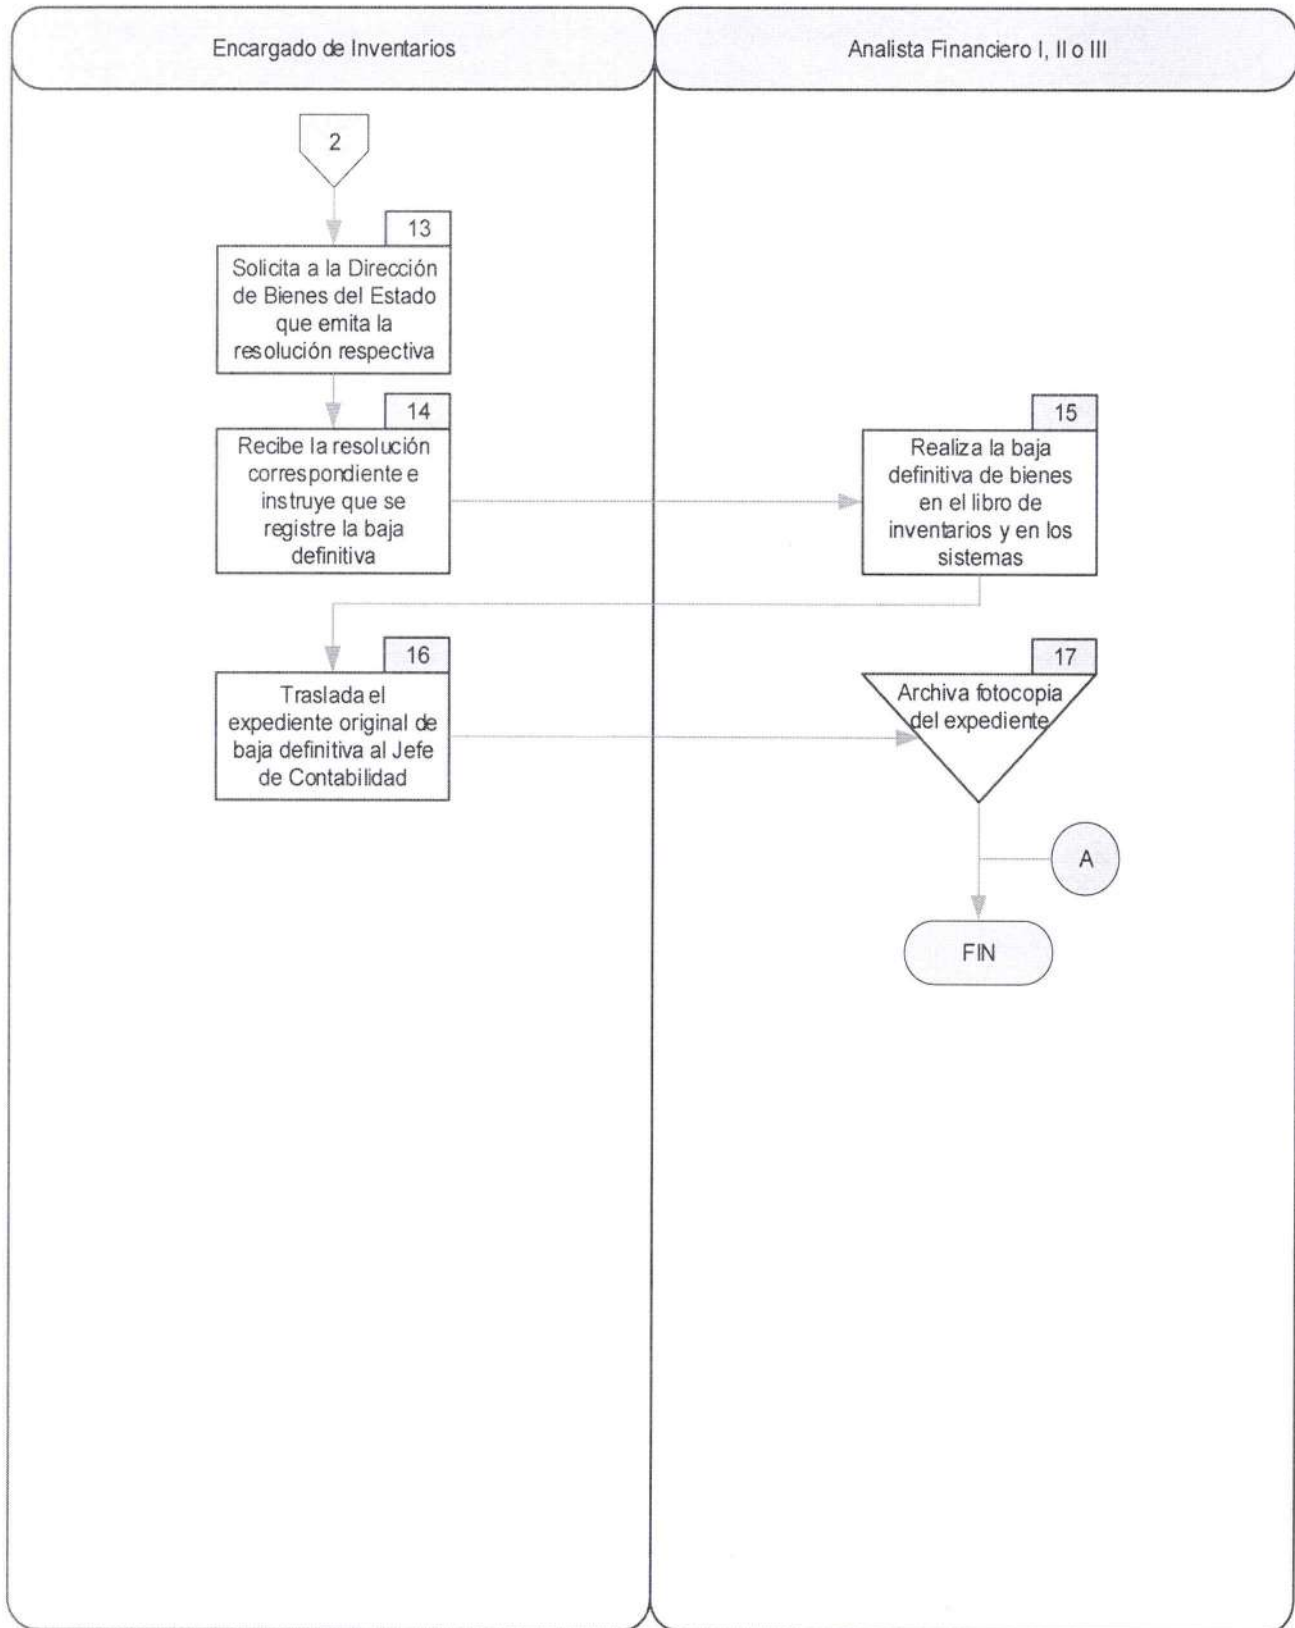 Encargado de Inventarios
Analista Financiero I, II o III
2
13
Solicita a la Dirección
de Bienes del Estado
que emita la
resolución respectiva
14
Recibe la resolución
correspondiente e
instruye que se
registre la baja
definitiva
15
Realiza la baja
definitiva de bienes
en el libro de
inventarios y en los
sistemas
16
Traslada el
expediente original de
baja definitiva al Jefe
de Contabilidad
17
Archiva fotocopia
del expediente
A
FIN